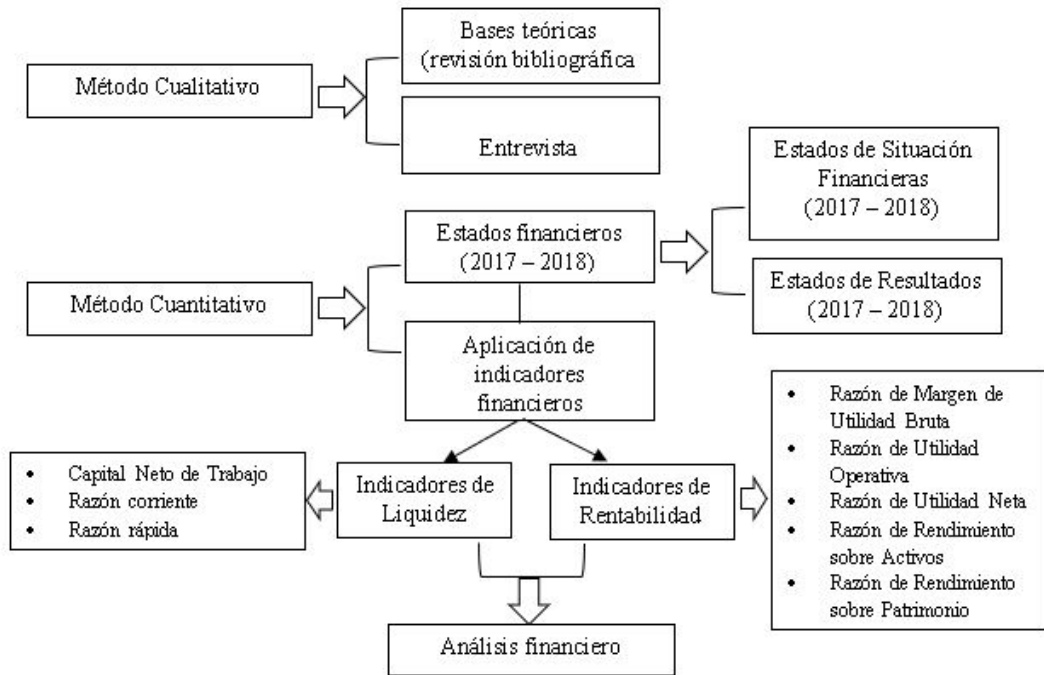 Bases teóricas
(revisión bibliográfica
Método Cualitativo
Entrevista
Estados de Situación
Financieras
(2017 – 2018)
Estados financieros
(2017 – 2018)
Estados de Resultados
(2017 – 2018)
Método Cuantitativo
Aplicación de
indicadores
financieros
• Capital Neto de Trabajo
• Razón corriente
• Razón rápida
Indicadores de
Liquidez
Indicadores de
Rentabilidad
• Razón de Margen de
Utilidad Bruta
• Razón de Utilidad
Operativa
• Razón de Utilidad Neta
• Razón de Rendimiento
sobre Activos
• Razón de Rendimiento
sobre Patrimonio
Análisis financiero